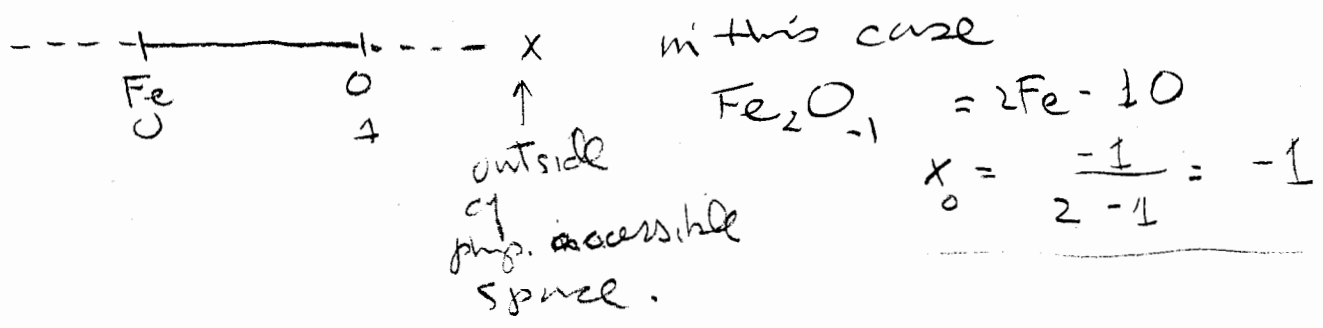 x in this case
Fe O
0 1
↑
Fe₂O₋₁ = 2Fe - 1O
outside
of
phys. accessible
space.
x₀ = -1 / (2 - 1) = -1